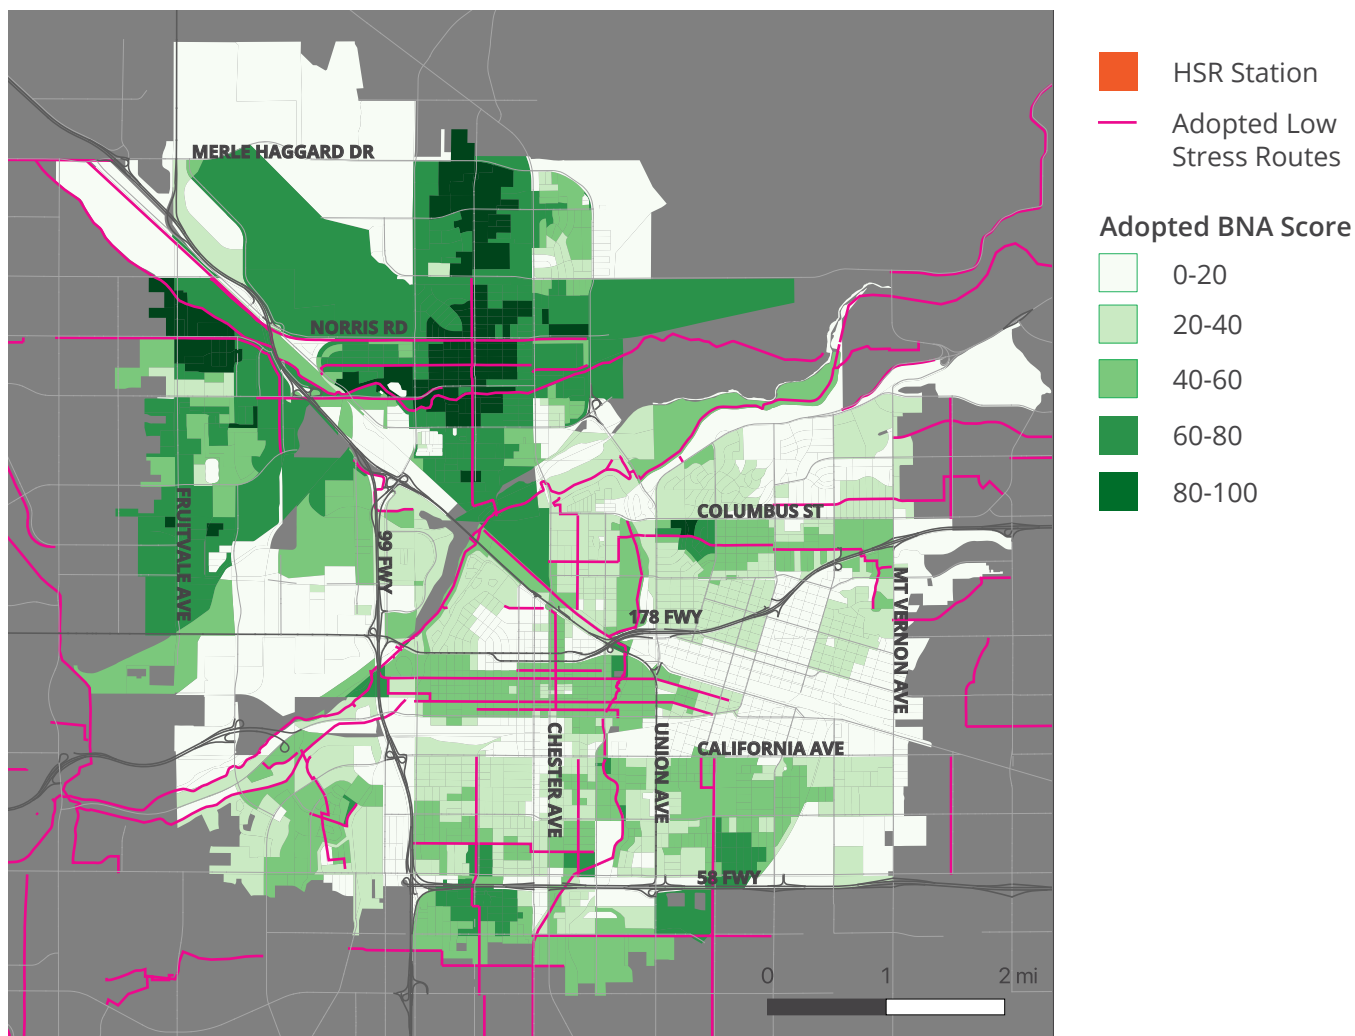 HSR Station
Adopted Low
Stress Routes
Adopted BNA Score
0-20
20-40
40-60
60-80
80-100
MERLE HAGGARD DR
NORRIS RD
COLUMBUS ST
FRUITVALE AVE
99 FWY
178 FWY
MT VERNON AVE
CHESTER AVE
UNION AVE
CALIFORNIA AVE
58 FWY
0 1 2 mi